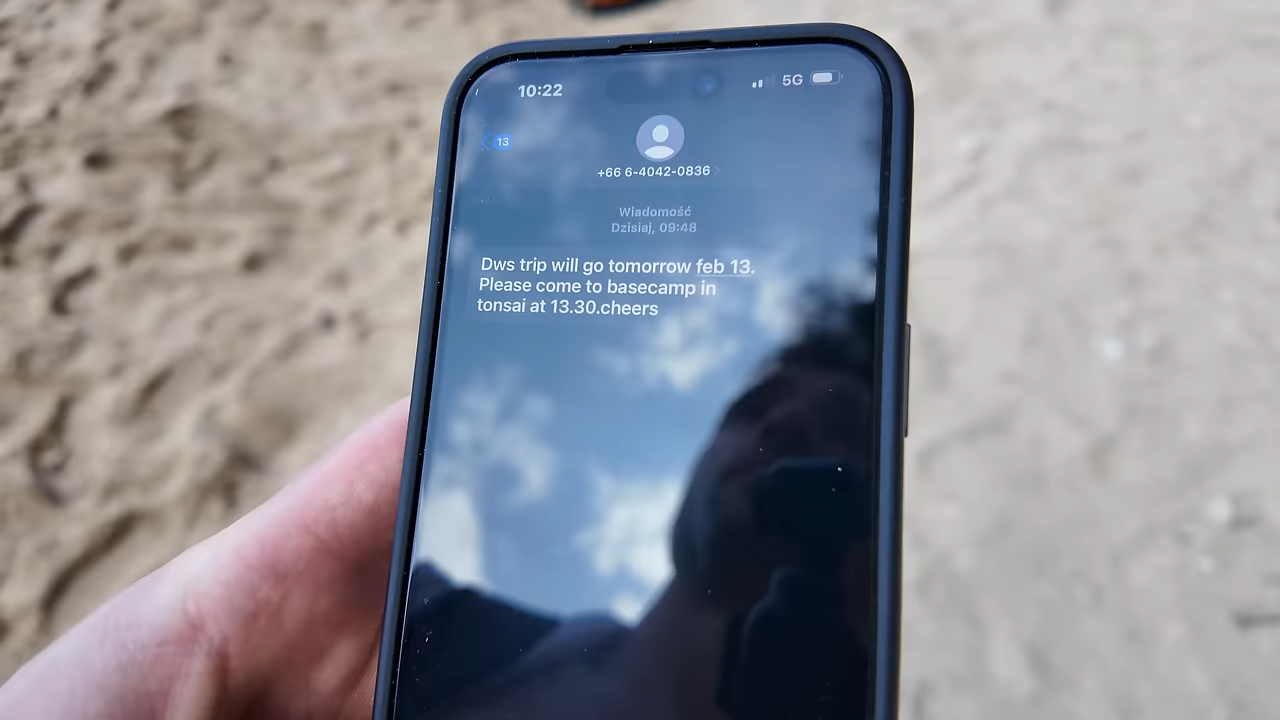 10:22
5G
13
+66 6-4042-0836
Wiadomość
Dzisiaj, 09:48
Dws trip will go tomorrow feb 13.
Please come to basecamp in
tonsai at 13.30.cheers